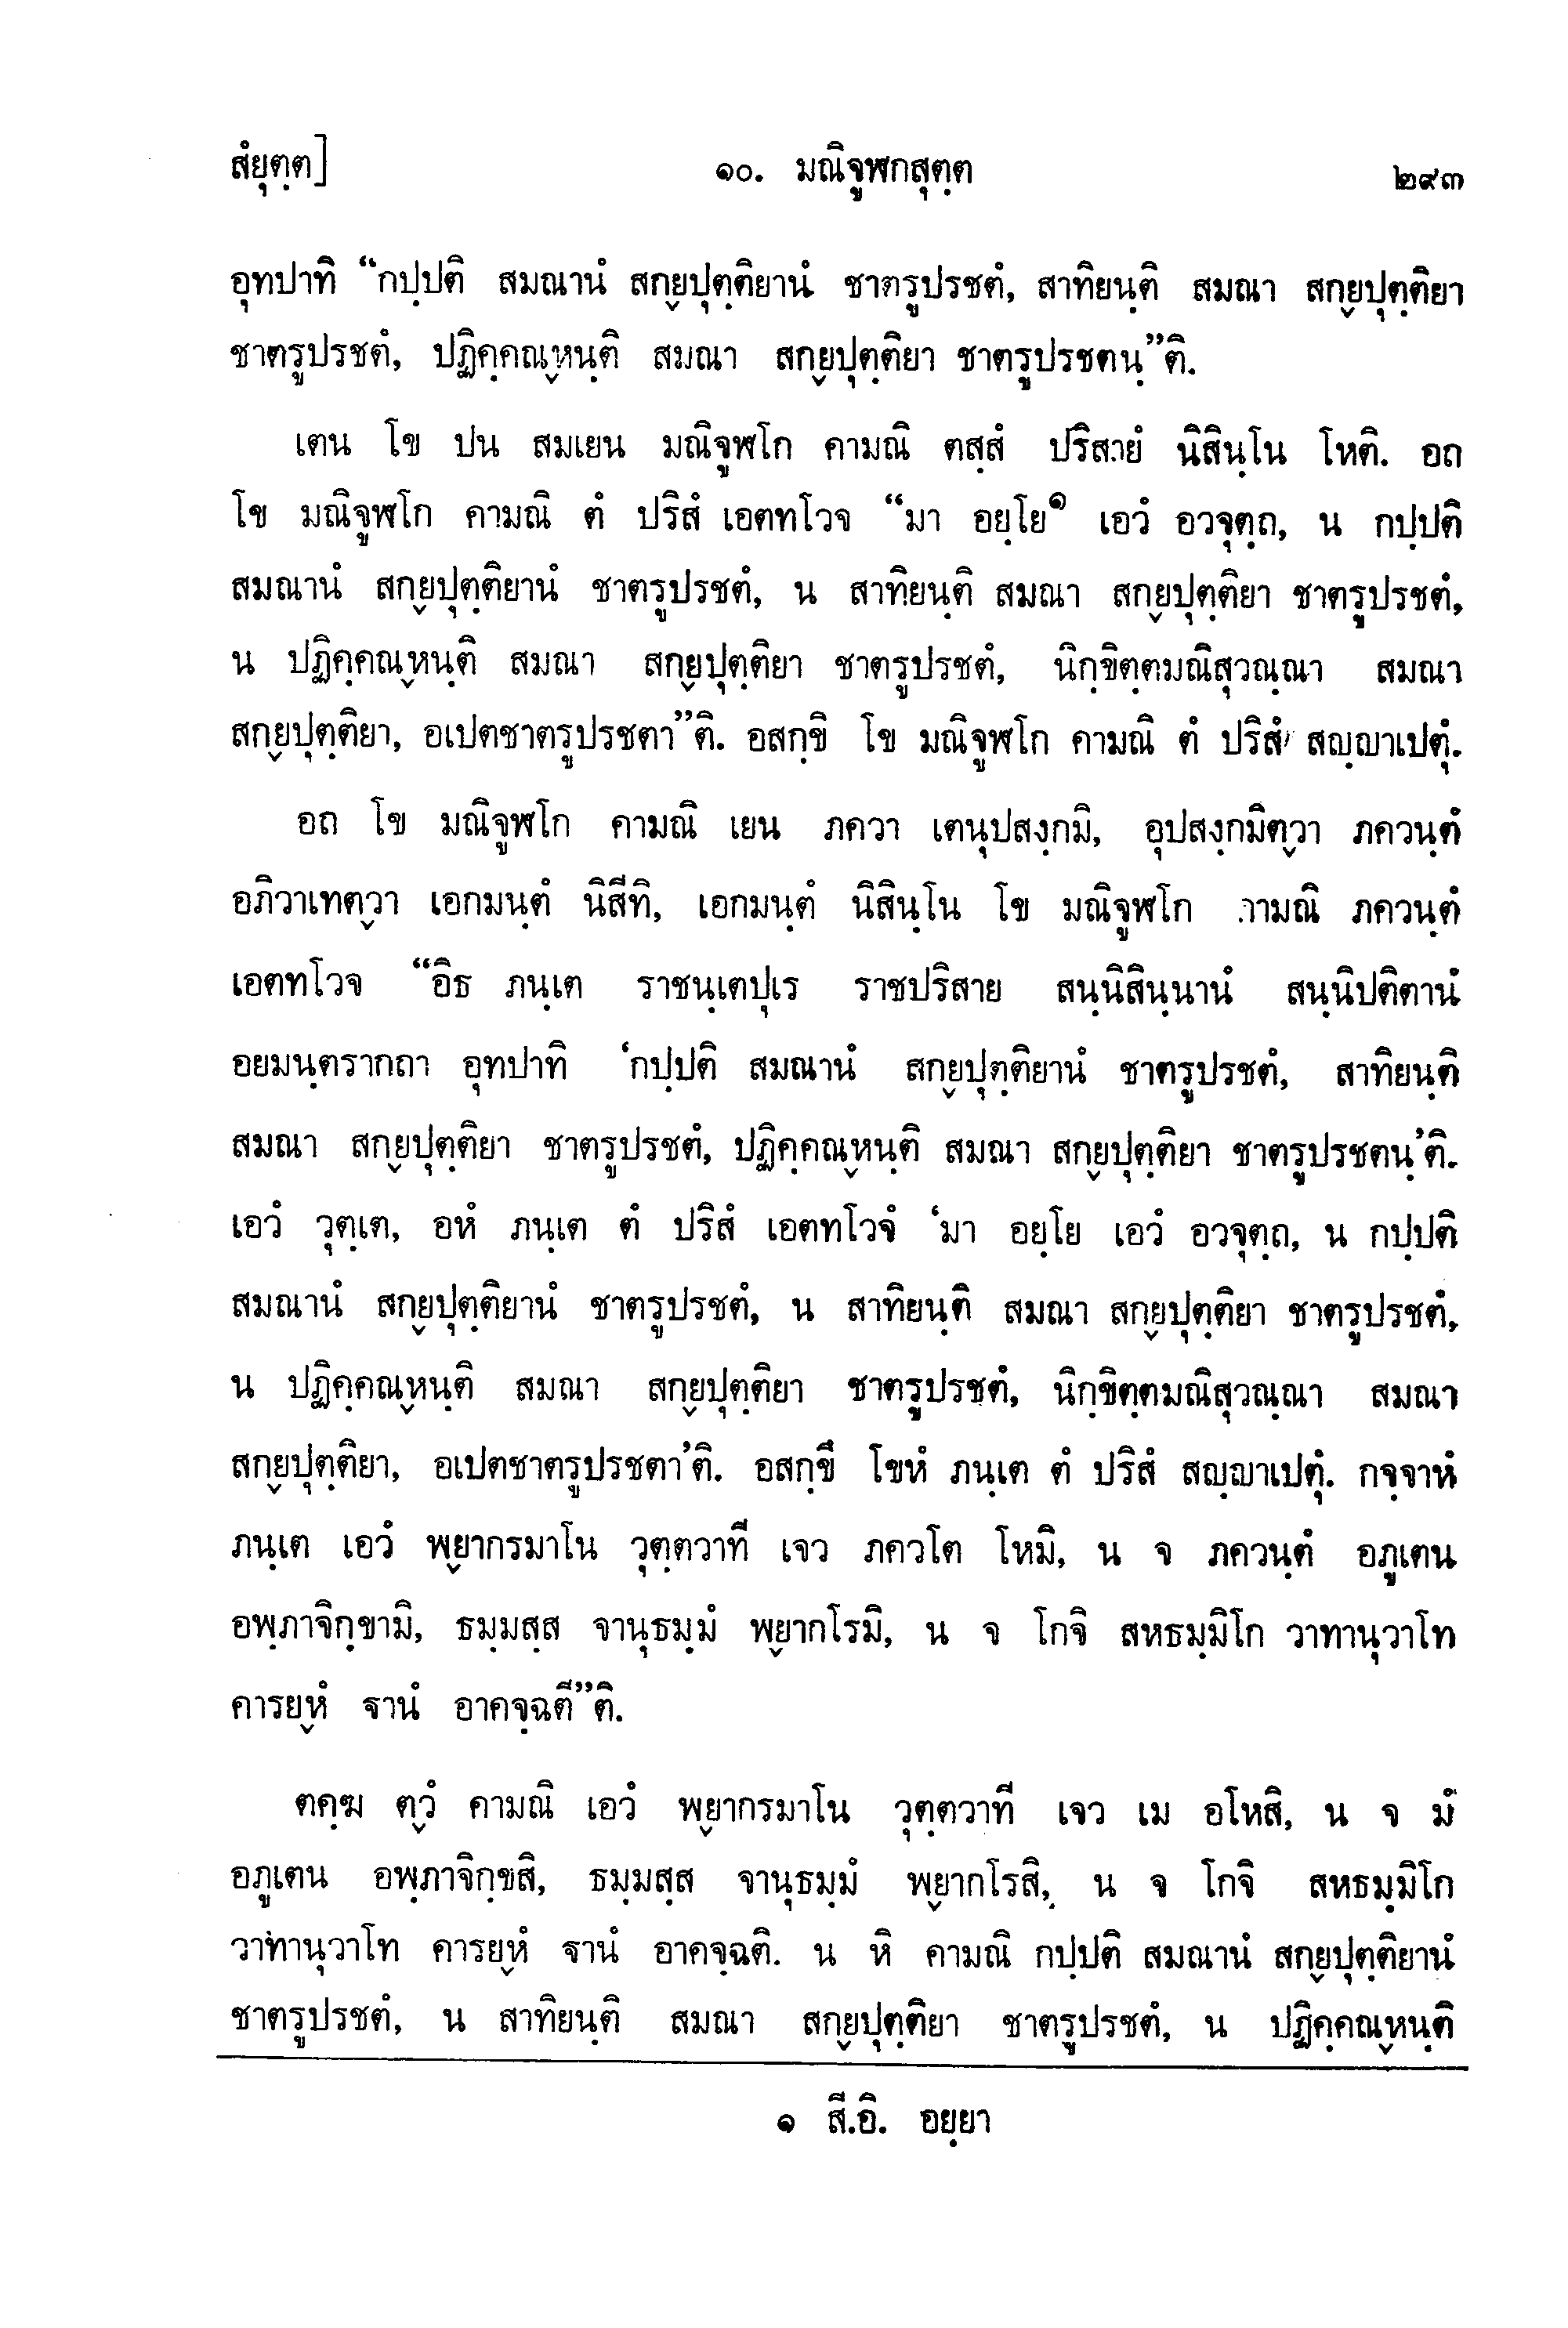 สํยุตฺต]
๑๐. มณิจูฬกสุตฺต
๒๙๓
อุทปาทิ “กปฺปติ สมณานํ สกฺยปุตฺติยานํ ชาตรูปรชตํ, สาทิยนฺติ สมณา สกฺยปุตฺติยา
ชาตรูปรชตํ, ปฏิคฺคณฺหนฺติ สมณา สกฺยปุตฺติยา ชาตรูปรชตนฺ”ติ.
เตน โข ปน สมเยน มณิจูฬโก คามณิ ตสฺสํ ปริสายํ นิสินฺโน โหติ. อถ
โข มณิจูฬโก คามณิ ตํ ปริสํ เอตทโวจ “มา อยฺโย๑ เอวํ อวจุตฺถ, น กปฺปติ
สมณานํ สกฺยปุตฺติยานํ ชาตรูปรชตํ, น สาทิยนฺติ สมณา สกฺยปุตฺติยา ชาตรูปรชตํ,
น ปฏิคฺคณฺหนฺติ สมณา สกฺยปุตฺติยา ชาตรูปรชตํ, นิกฺขิตฺตมณิสุวณฺณา สมณา
สกฺยปุตฺติยา, อเปตชาตรูปรชตา”ติ. อสกฺขิ โข มณิจูฬโก คามณิ ตํ ปริสํ สญฺญาเปตุํ.
อถ โข มณิจูฬโก คามณิ เยน ภควา เตนุปสงฺกมิ, อุปสงฺกมิตฺวา ภควนฺตํ
อภิวาเทตฺวา เอกมนฺตํ นิสีทิ, เอกมนฺตํ นิสินฺโน โข มณิจูฬโก คามณิ ภควนฺตํ
เอตทโวจ “อิธ ภนฺเต ราชนฺเตปุเร ราชปริสาย สนฺนิสินฺนานํ สนฺนิปติตานํ
อยมนฺตรากถา อุทปาทิ ‘กปฺปติ สมณานํ สกฺยปุตฺติยานํ ชาตรูปรชตํ, สาทิยนฺติ
สมณา สกฺยปุตฺติยา ชาตรูปรชตํ, ปฏิคฺคณฺหนฺติ สมณา สกฺยปุตฺติยา ชาตรูปรชตนฺ’ติ.
เอวํ วุตฺเต, อหํ ภนฺเต ตํ ปริสํ เอตทโวจํ ‘มา อยฺโย เอวํ อวจุตฺถ, น กปฺปติ
สมณานํ สกฺยปุตฺติยานํ ชาตรูปรชตํ, น สาทิยนฺติ สมณา สกฺยปุตฺติยา ชาตรูปรชตํ,
น ปฏิคฺคณฺหนฺติ สมณา สกฺยปุตฺติยา ชาตรูปรชตํ, นิกฺขิตฺตมณิสุวณฺณา สมณา
สกฺยปุตฺติยา, อเปตชาตรูปรชตา’ติ. อสกฺขึ โขหํ ภนฺเต ตํ ปริสํ สญฺญาเปตุํ. กจฺจาหํ
ภนฺเต เอวํ พฺยากรมาโน วุตฺตวาที เจว ภควโต โหมิ, น จ ภควนฺตํ อภูเตน
อพฺภาจิกฺขามิ, ธมฺมสฺส จานุธมฺมํ พฺยากโรมิ, น จ โกจิ สหธมฺมิโก วาทานุวาโท
คารยฺหํ ฐานํ อาคจฺฉตี”ติ.
ตคฺฆ ตฺวํ คามณิ เอวํ พฺยากรมาโน วุตฺตวาที เจว เม อโหสิ, น จ มํ
อภูเตน อพฺภาจิกฺขสิ, ธมฺมสฺส จานุธมฺมํ พฺยากโรสิ, น จ โกจิ สหธมฺมิโก
วาทานุวาโท คารยฺหํ ฐานํ อาคจฺฉติ. น หิ คามณิ กปฺปติ สมณานํ สกฺยปุตฺติยานํ
ชาตรูปรชตํ, น สาทิยนฺติ สมณา สกฺยปุตฺติยา ชาตรูปรชตํ, น ปฏิคฺคณฺหนฺติ
๑ สี.อิ. อยฺยา